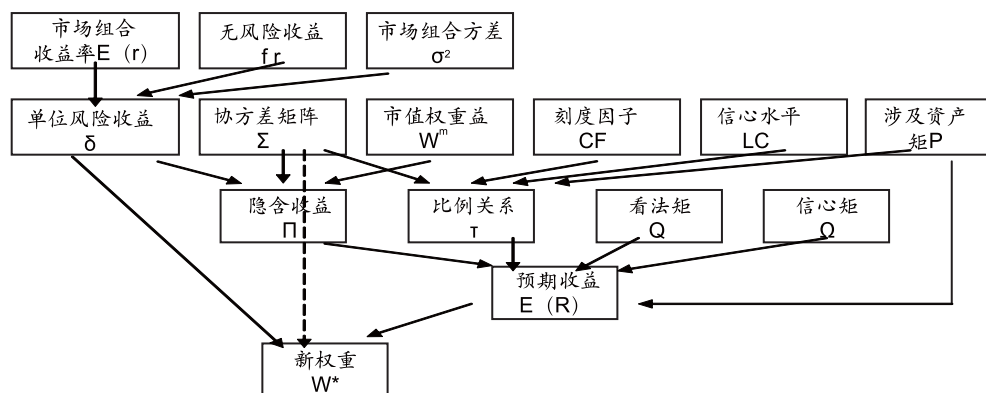 市场组合
收益率E（r）
无风险收益
f r
市场组合方差
σ²
单位风险收益
δ
协方差矩阵
Σ
市值权重益
Wᵐ
刻度因子
CF
信心水平
LC
涉及资产
矩P
隐含收益
Π
比例关系
τ
看法矩
Q
信心矩
Ω
预期收益
E（R）
新权重
W*